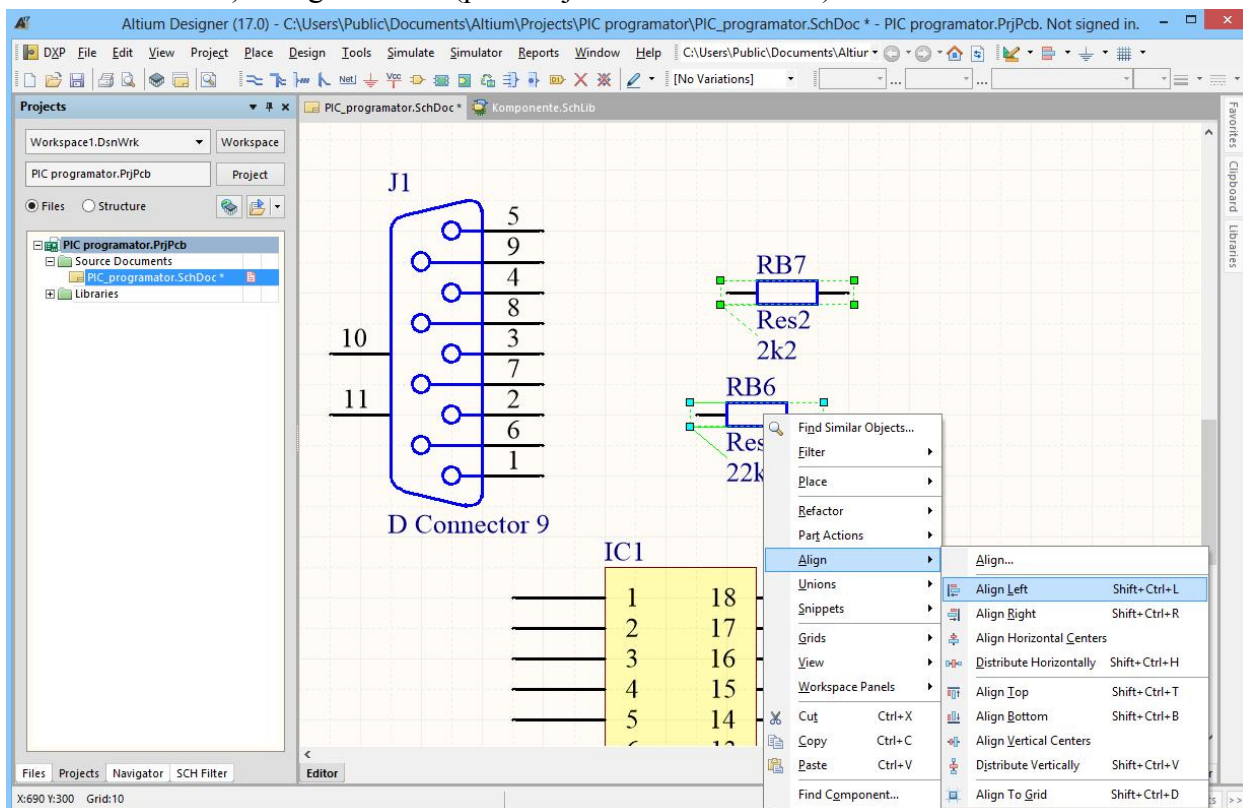 Altium Designer (17.0) - C:\Users\Public\Documents\Altium\Projects\PIC programator\PIC_programator.SchDoc * - PIC programator.PrjPcb. Not signed in.
DXP File Edit View Project Place Design Tools Simulate Simulator Reports Window Help C:\Users\Public\Documents\Altiur
[No Variations] ... ...
Projects
PIC_programator.SchDoc * Komponente.SchLib
Workspace1.DsnWrk Workspace
PIC programator.PrjPcb Project
Files Structure
PIC programator.PrjPcb
Source Documents
PIC_programator.SchDoc *
Libraries
Files Projects Navigator SCH Filter
X:690 Y:300 Grid:10
Favorites
Clipboard
Libraries
J1
5
9
4
8
3
7
2
6
1
10
11
D Connector 9
RB7
Res2
2k2
RB6
Res
22k
IC1
1 18
2 17
3 16
4 15
5 14
Editor
Find Similar Objects...
Filter
Place
Refactor
Part Actions
Align
Unions
Snippets
Grids
View
Workspace Panels
Cut Ctrl+X
Copy Ctrl+C
Paste Ctrl+V
Find Component...
Align...
Align Left Shift+Ctrl+L
Align Right Shift+Ctrl+R
Align Horizontal Centers
Distribute Horizontally Shift+Ctrl+H
Align Top Shift+Ctrl+T
Align Bottom Shift+Ctrl+B
Align Vertical Centers
Distribute Vertically Shift+Ctrl+V
Align To Grid Shift+Ctrl+D